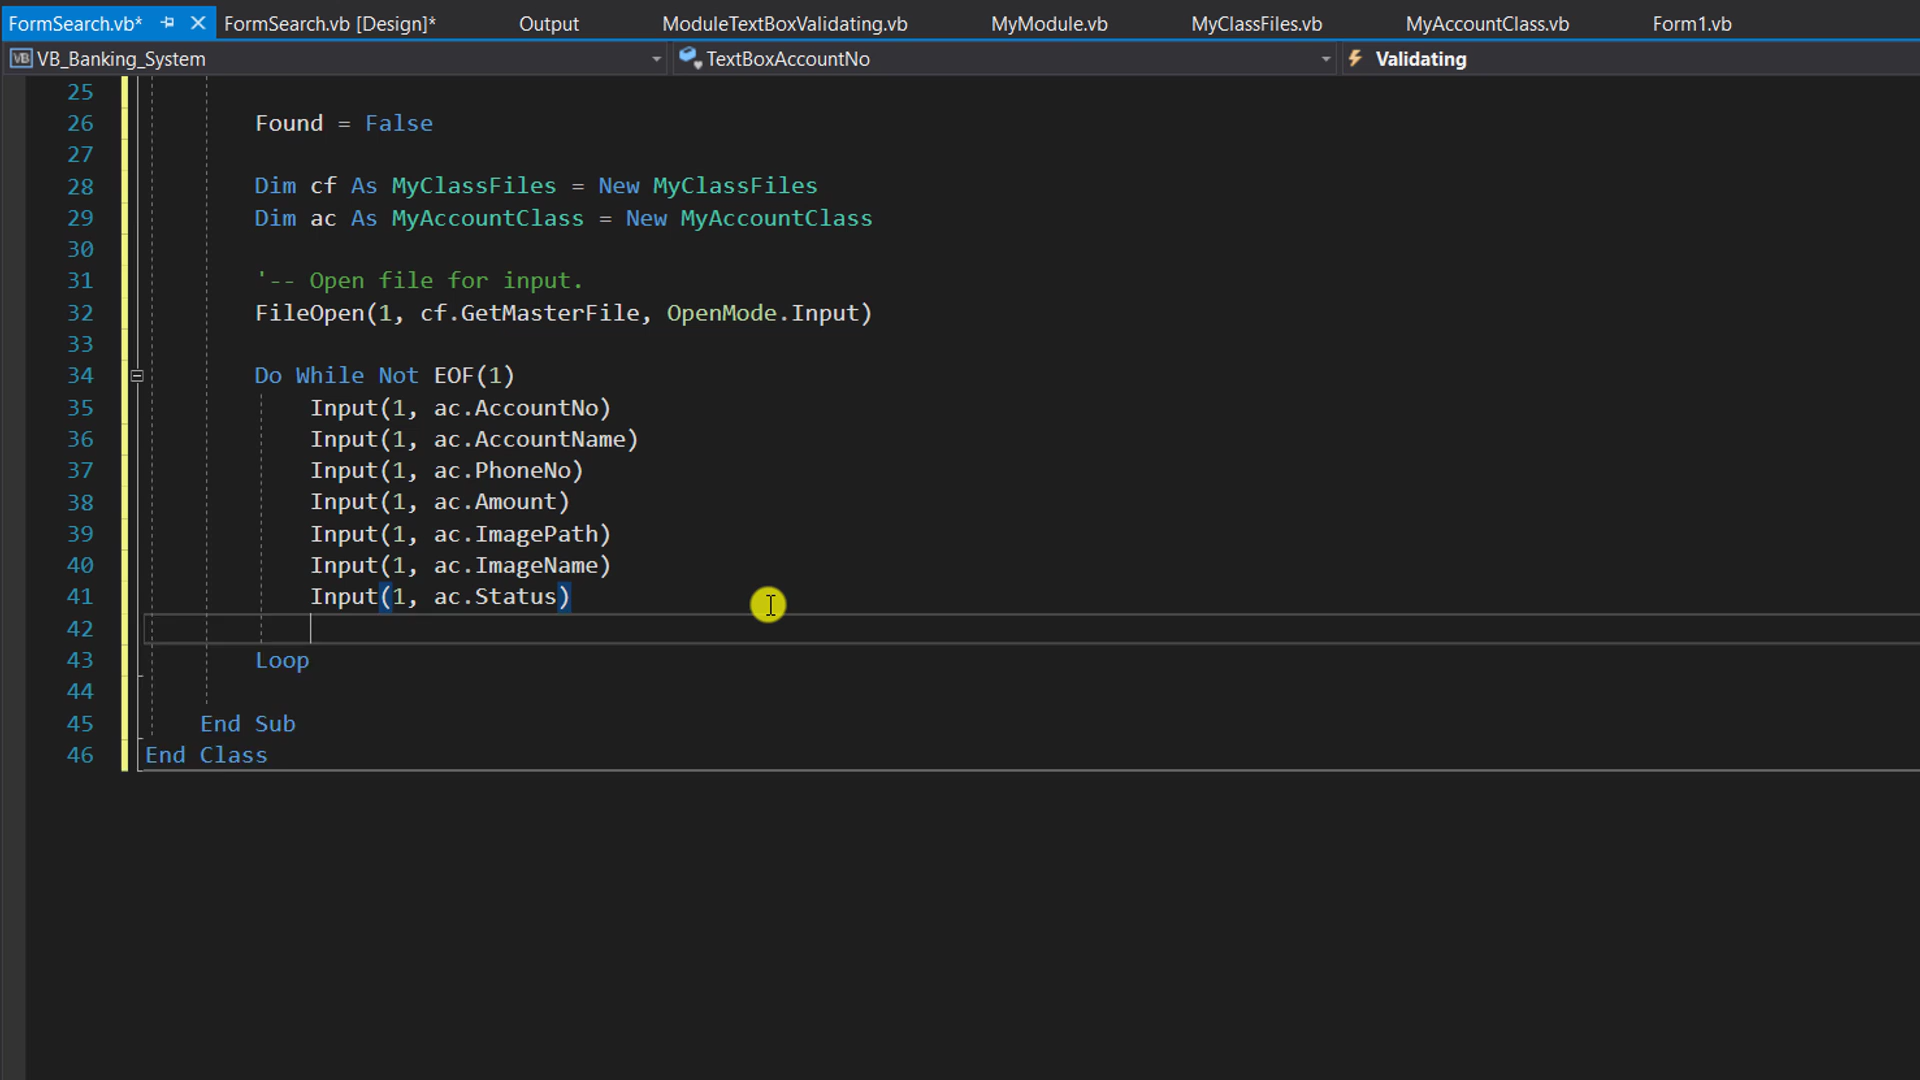 FormSearch.vb* FormSearch.vb [Design]* Output ModuleTextBoxValidating.vb MyModule.vb MyClassFiles.vb MyAccountClass.vb Form1.vb
VB VB_Banking_System TextBoxAccountNo Validating
25
26 Found = False
27
28 Dim cf As MyClassFiles = New MyClassFiles
29 Dim ac As MyAccountClass = New MyAccountClass
30
31 '-- Open file for input.
32 FileOpen(1, cf.GetMasterFile, OpenMode.Input)
33
34 Do While Not EOF(1)
35 Input(1, ac.AccountNo)
36 Input(1, ac.AccountName)
37 Input(1, ac.PhoneNo)
38 Input(1, ac.Amount)
39 Input(1, ac.ImagePath)
40 Input(1, ac.ImageName)
41 Input(1, ac.Status)
42
43 Loop
44
45 End Sub
46 End Class